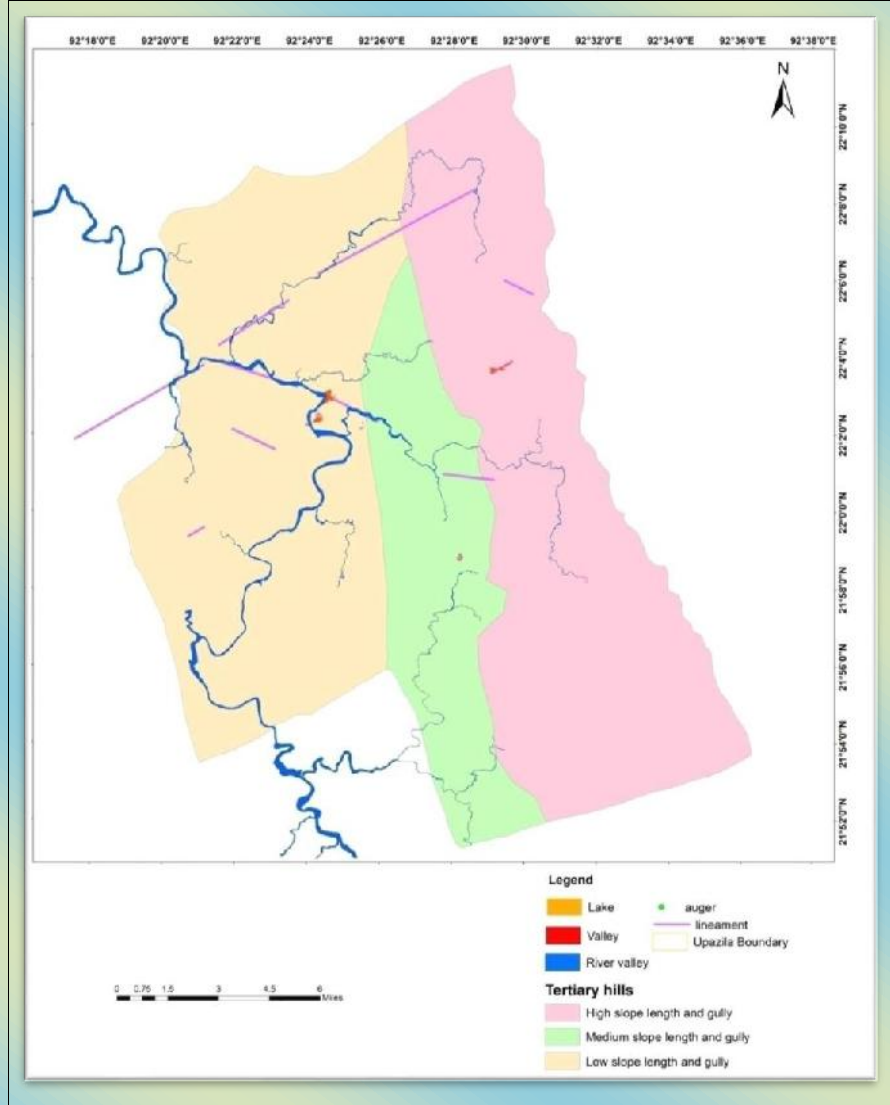 92°18'0"E 92°20'0"E 92°22'0"E 92°24'0"E 92°26'0"E 92°28'0"E 92°30'0"E 92°32'0"E 92°34'0"E 92°36'0"E 92°38'0"E
N
22°10'0"N
22°8'0"N
22°6'0"N
22°4'0"N
22°2'0"N
22°0'0"N
21°58'0"N
21°56'0"N
21°54'0"N
21°52'0"N
Legend
Lake
auger
lineament
Valley
Upazila Boundary
River valley
0 0.75 1.5 3 4.5 6
Miles
Tertiary hills
High slope length and gully
Medium slope length and gully
Low slope length and gully